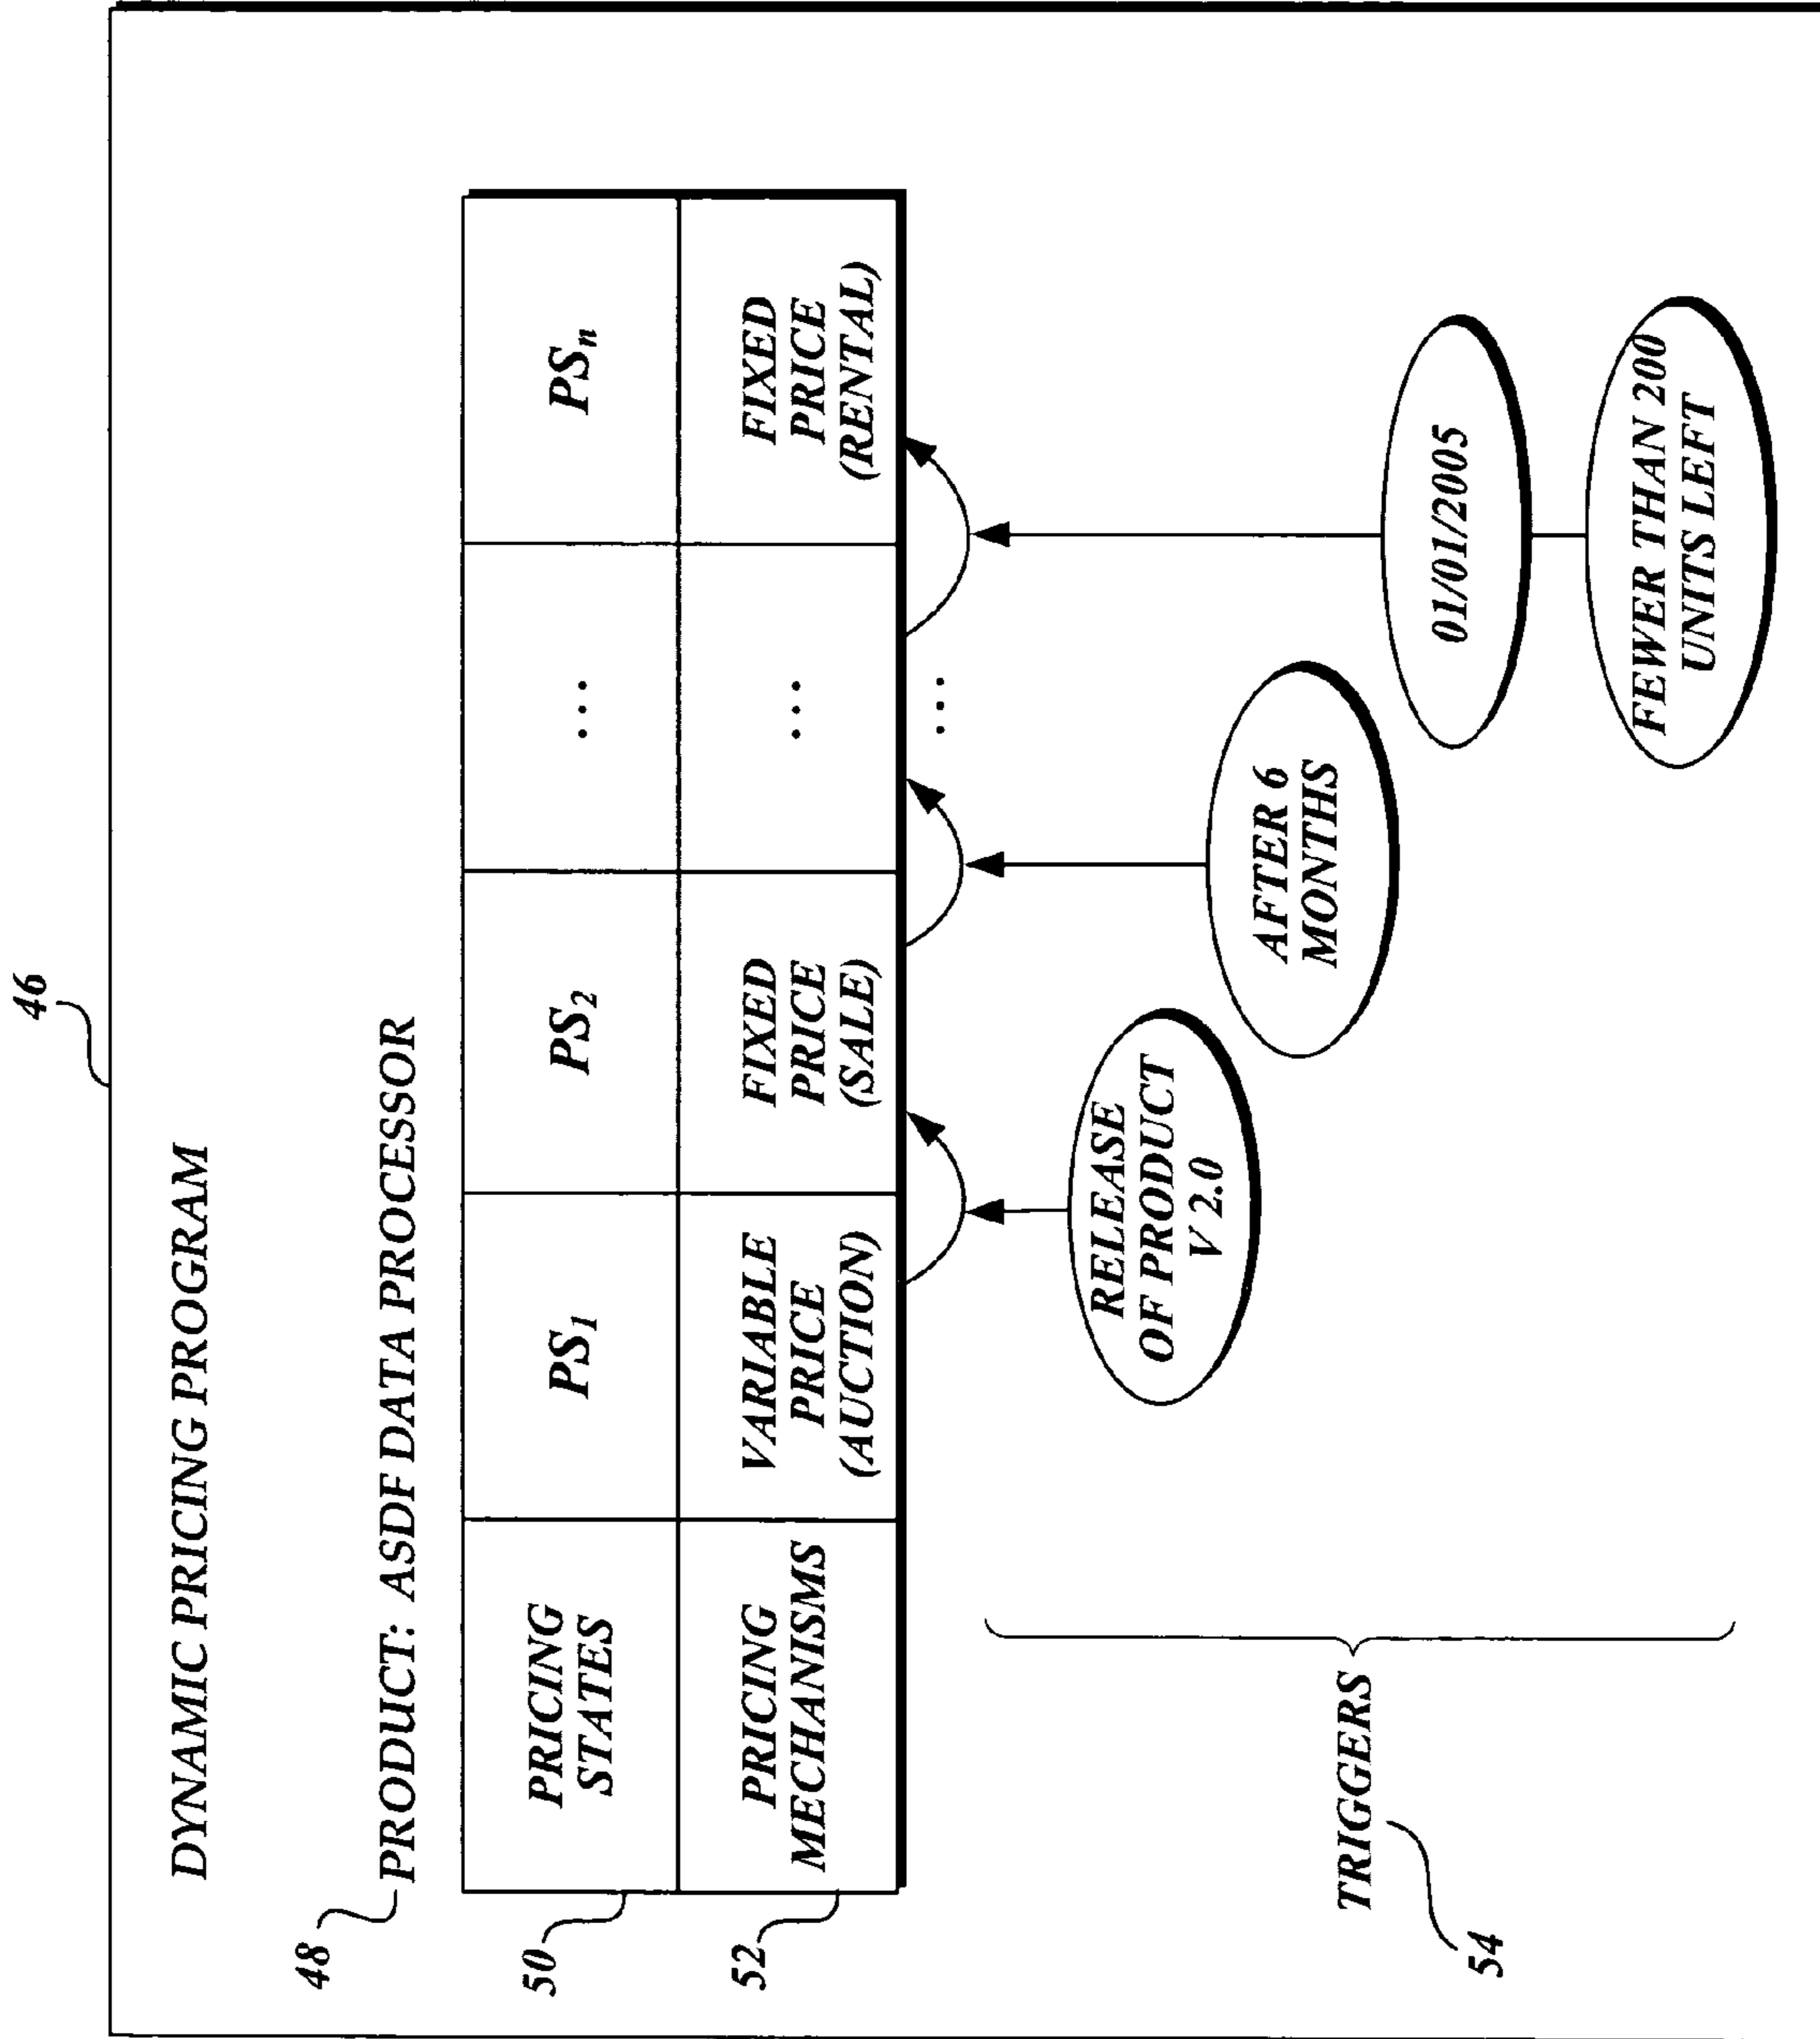 46
DYNAMIC PRICING PROGRAM
48
PRODUCT: ASDF DATA PROCESSOR
50
PRICING
STATES
PS1
PS2
...
PSn
52
PRICING
MECHANISMS
VARIABLE
PRICE
(AUCTION)
FIXED
PRICE
(SALE)
...
FIXED
PRICE
(RENTAL)
...
TRIGGERS
54
RELEASE
OF PRODUCT
V 2.0
AFTER 6
MONTHS
01/01/2005
FEWER THAN 200
UNITS LEFT